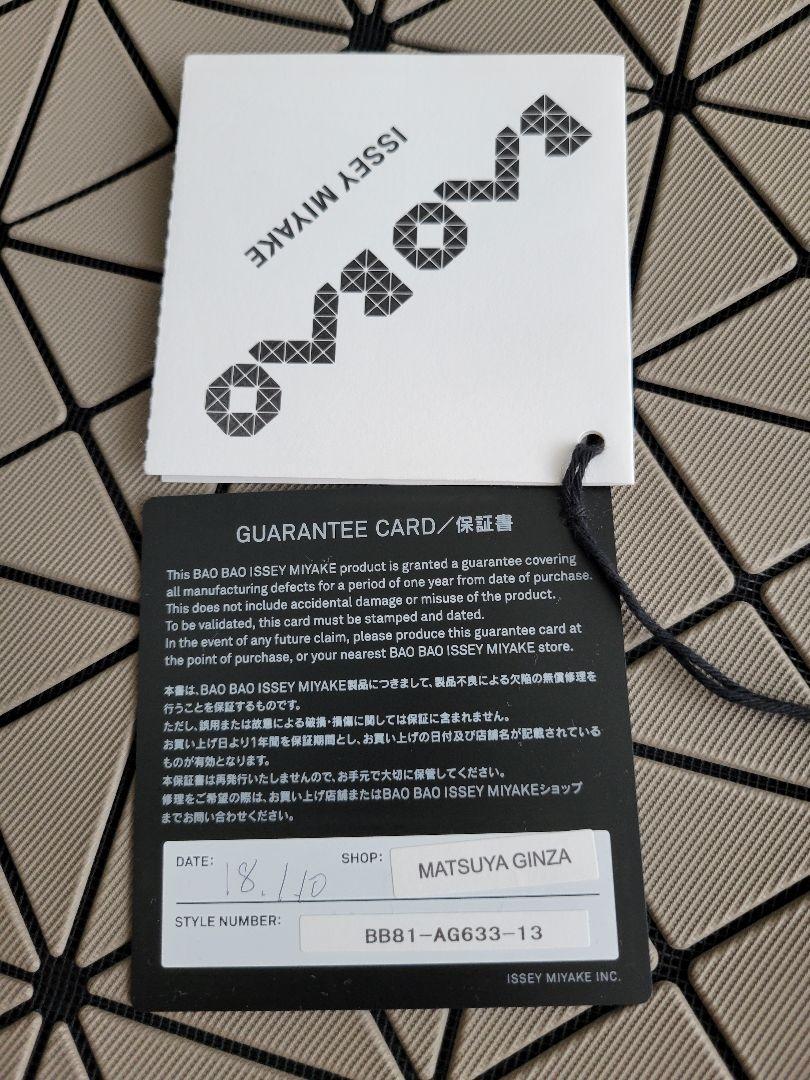 ISSEY MIYAKE
GUARANTEE CARD/保証書
This BAO BAO ISSEY MIYAKE product is granted a guarantee covering
all manufacturing defects for a period of one year from date of purchase.
This does not include accidental damage or misuse of the product.
To be validated, this card must be stamped and dated.
In the event of any future claim, please produce this guarantee card at
the point of purchase, or your nearest BAO BAO ISSEY MIYAKE store.
本書は、BAO BAO ISSEY MIYAKE製品につきまして、製品不良による欠陥の無償修理を
行うことを保証するものです。
ただし、誤用または故意による破損・損傷に関しては保証に含まれません。
お買い上げ日より1年間を保証期間とし、お買い上げの日付及び店舗名が記載されている
ものが有効となります。
本保証書は再発行いたしませんので、お手元で大切に保管してください。
修理をご希望の際は、お買い上げ店舗またはBAO BAO ISSEY MIYAKEショップ
までお問い合わせください。
DATE: 18.1/10 SHOP: MATSUYA GINZA
STYLE NUMBER: BB81-AG633-13
ISSEY MIYAKE INC.